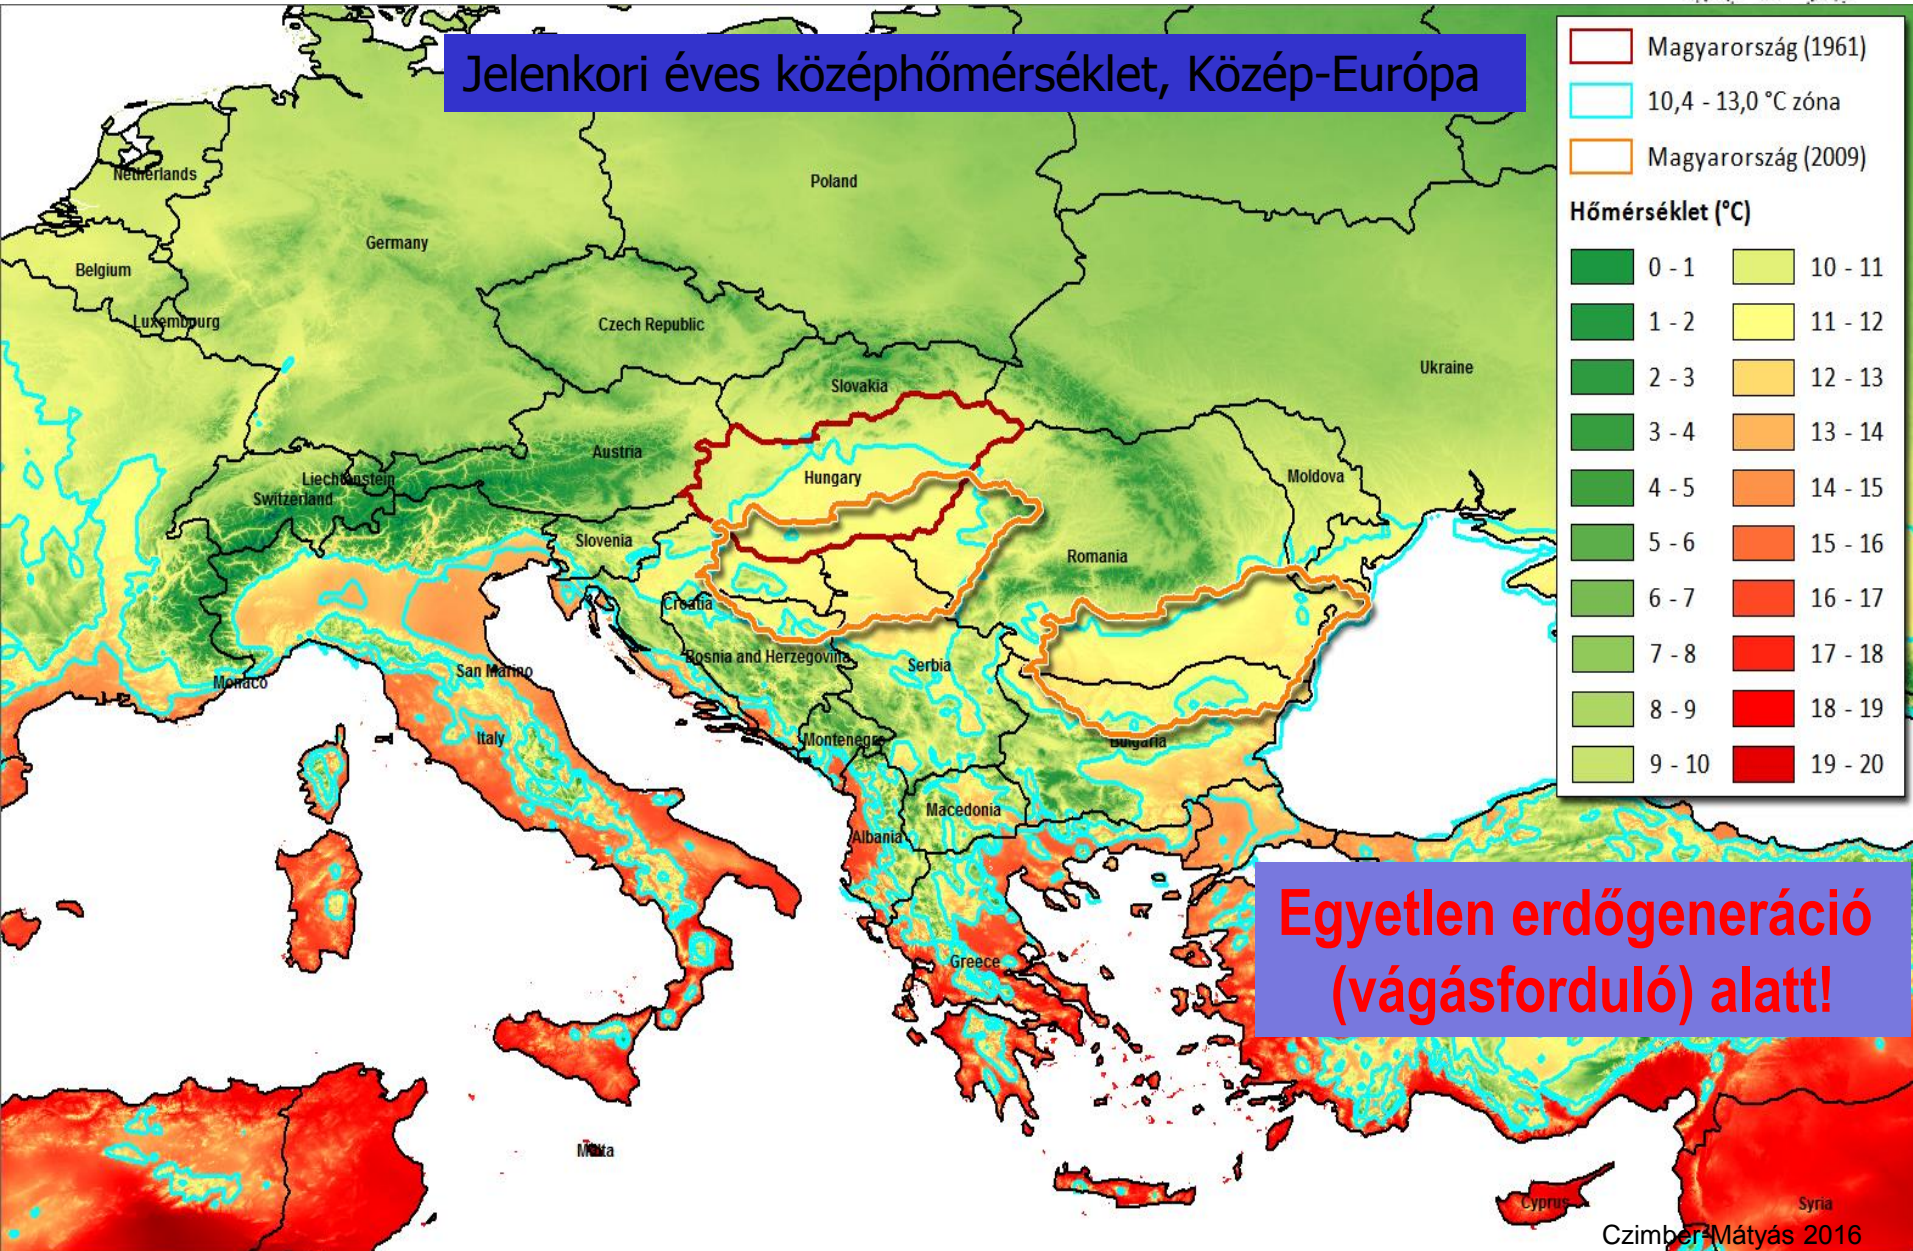 Jelenkori éves középhőmérséklet, Közép-Európa
Magyarország (1961)
10,4 - 13,0 °C zóna
Magyarország (2009)
Hőmérséklet (°C)
0 - 1
10 - 11
1 - 2
11 - 12
2 - 3
12 - 13
3 - 4
13 - 14
4 - 5
14 - 15
5 - 6
15 - 16
6 - 7
16 - 17
7 - 8
17 - 18
8 - 9
18 - 19
9 - 10
19 - 20
Netherlands
Poland
Germany
Belgium
Luxembourg
Czech Republic
Ukraine
Slovakia
Austria
Liechtenstein
Hungary
Moldova
Switzerland
Slovenia
Romania
Croatia
Bosnia and Herzegovina
Serbia
San Marino
Monaco
Italy
Montenegro
Bulgaria
Macedonia
Albania
Greece
Malta
Cyprus
Syria
Egyetlen erdőgeneráció
(vágásforduló) alatt!
Czimber-Mátyás 2016